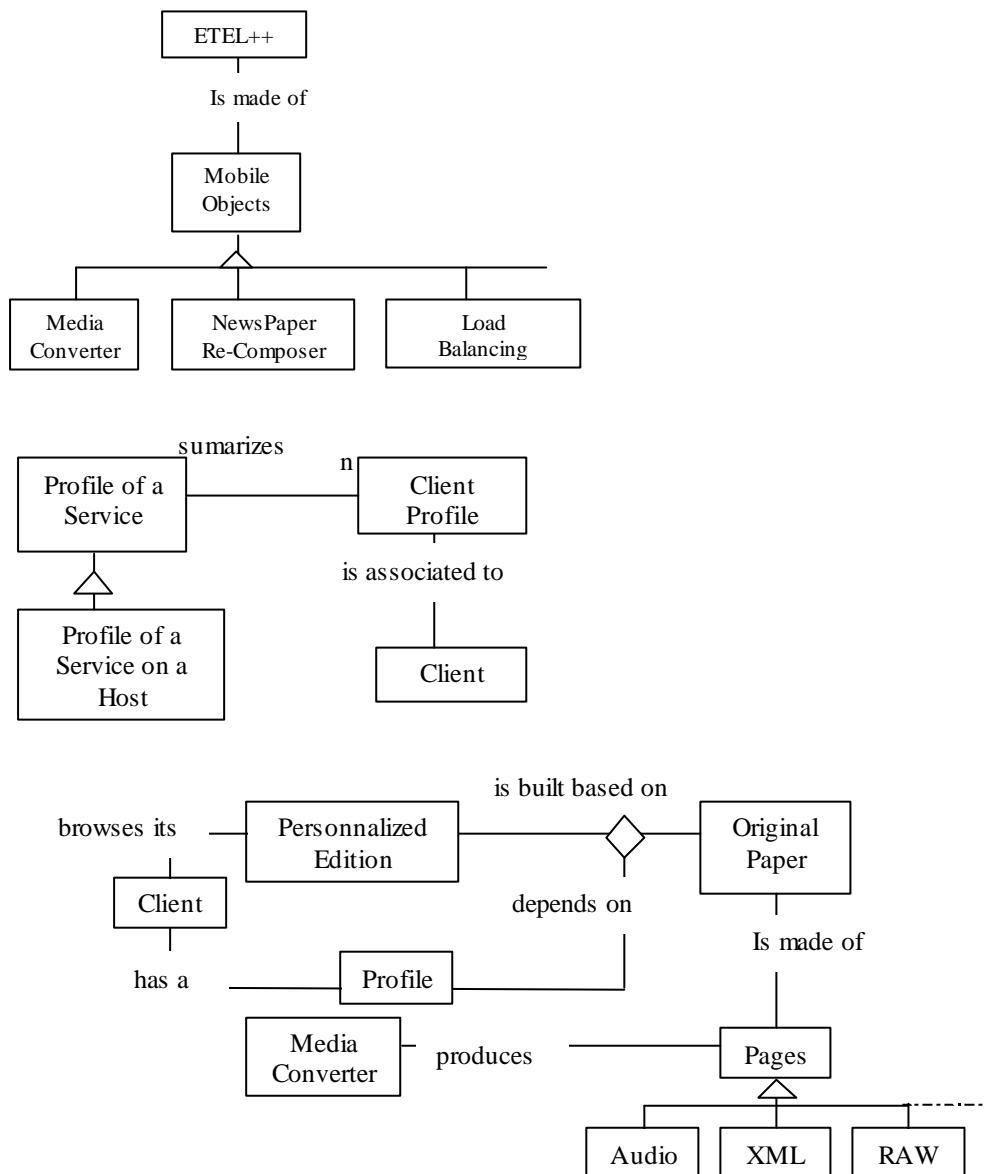 ETEL++
Is made of
Mobile
Objects
Media
Converter
NewsPaper
Re-Composer
Load
Balancing
sumarizes
n
Profile of a
Service
Client
Profile
is associated to
Profile of a
Service on a
Host
Client
is built based on
browses its
Personnalized
Edition
Original
Paper
Client
depends on
Is made of
has a
Profile
Media
Converter
produces
Pages
Audio
XML
RAW